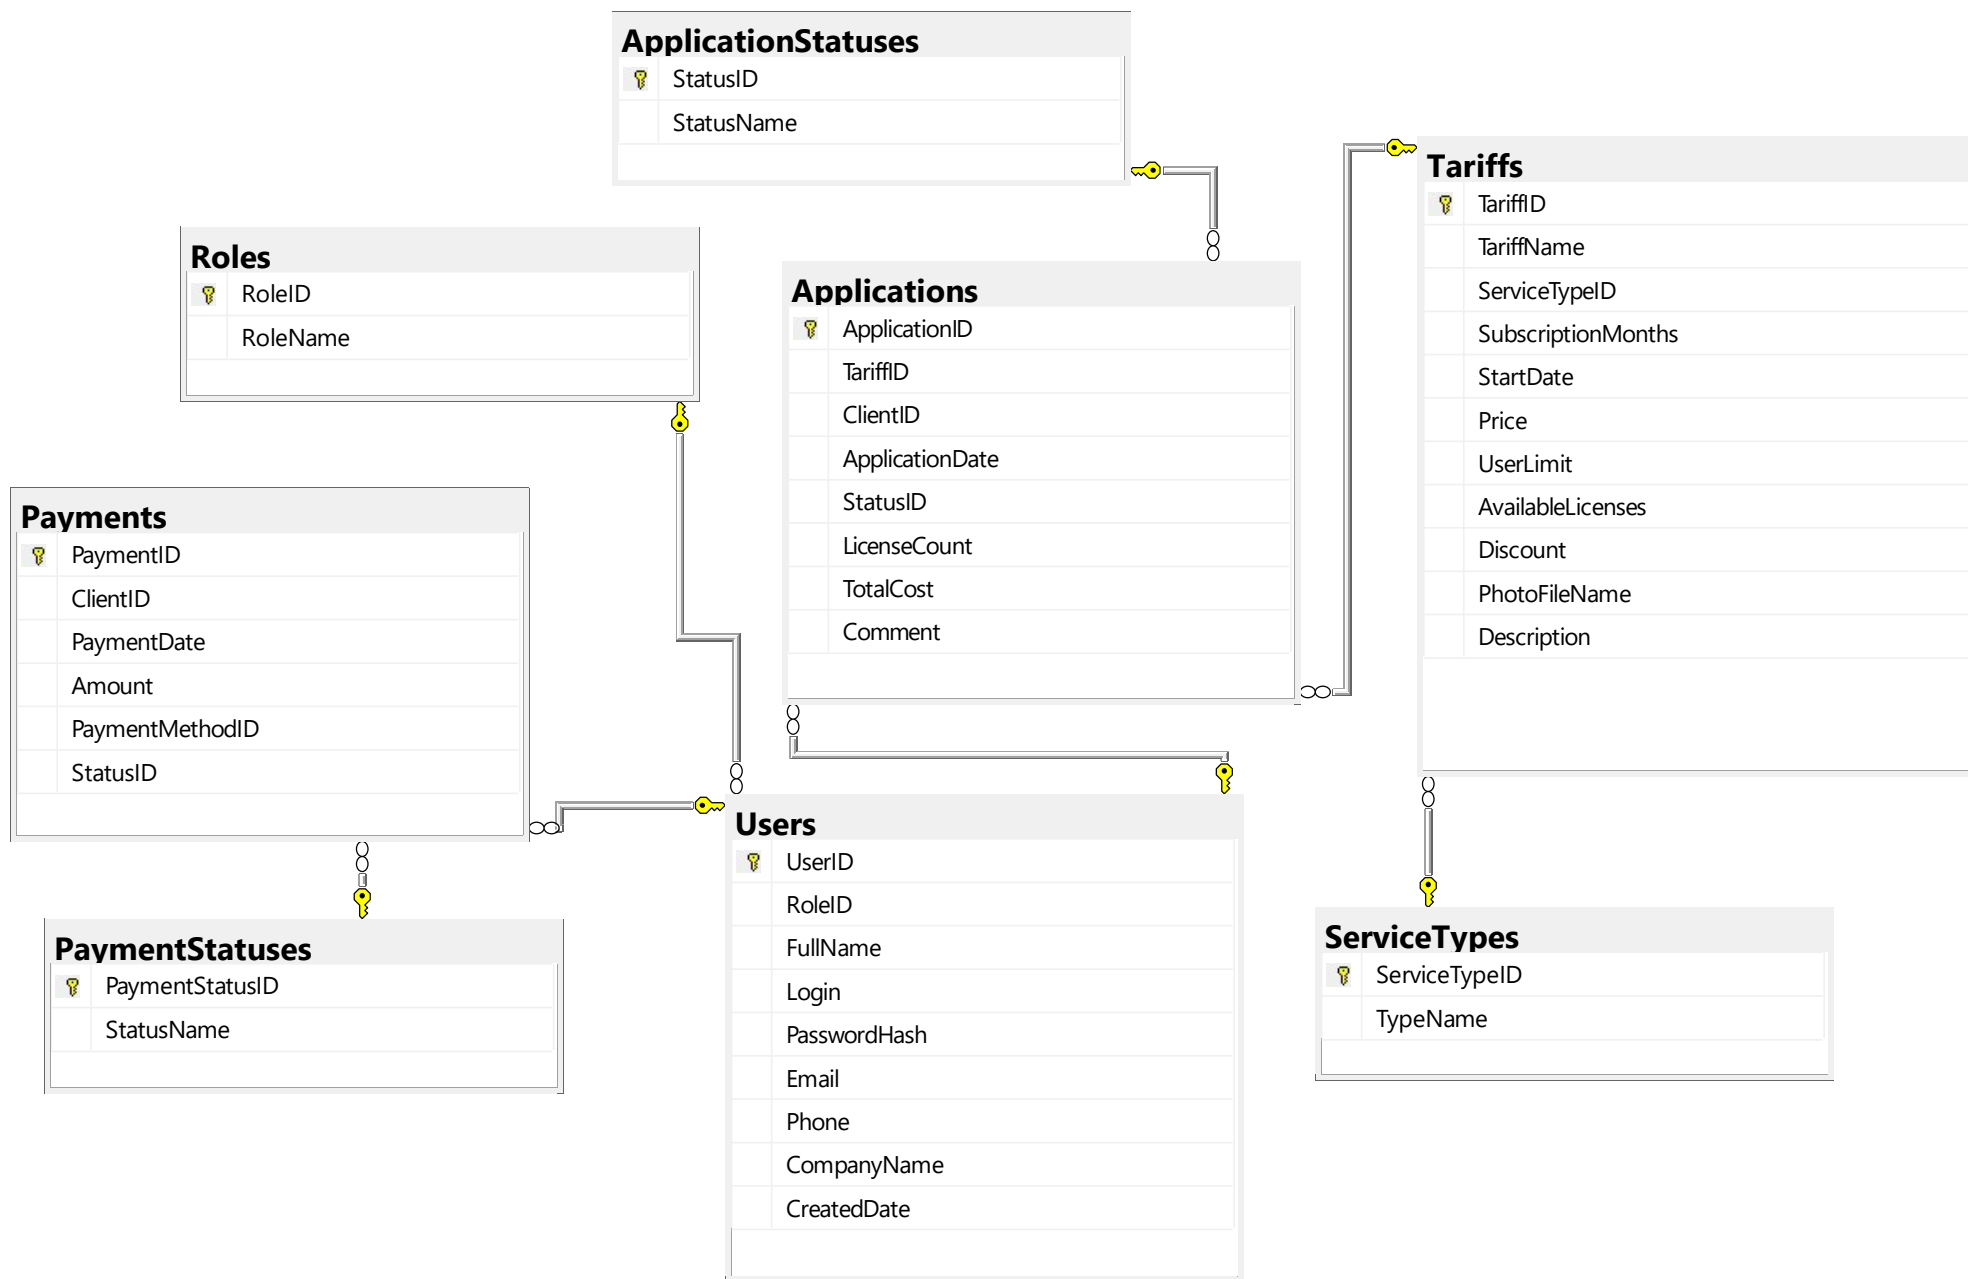 ApplicationStatuses
StatusID
StatusName
Tariffs
TariffID
TariffName
ServiceTypeID
SubscriptionMonths
StartDate
Price
UserLimit
AvailableLicenses
Discount
PhotoFileName
Description
Roles
RoleID
RoleName
Applications
ApplicationID
TariffID
ClientID
ApplicationDate
StatusID
LicenseCount
TotalCost
Comment
Payments
PaymentID
ClientID
PaymentDate
Amount
PaymentMethodID
StatusID
Users
UserID
RoleID
FullName
Login
PasswordHash
Email
Phone
CompanyName
CreatedDate
PaymentStatuses
PaymentStatusID
StatusName
ServiceTypes
ServiceTypeID
TypeName